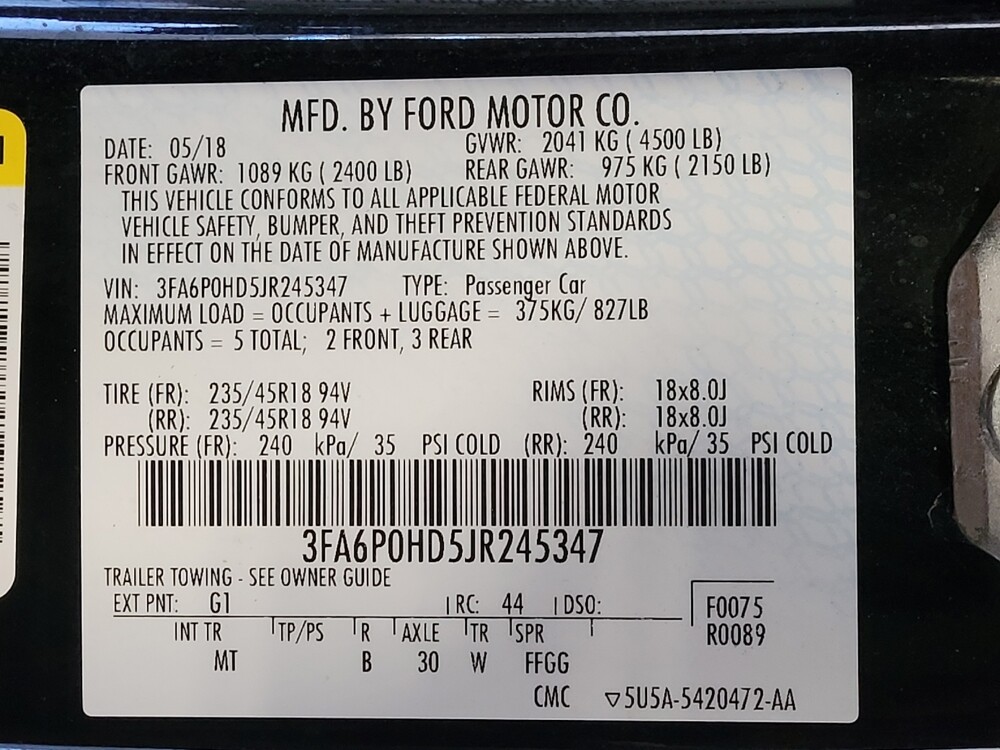 MFD. BY FORD MOTOR CO.
DATE: 05/18 GVWR: 2041 KG ( 4500 LB)
FRONT GAWR: 1089 KG ( 2400 LB) REAR GAWR: 975 KG ( 2150 LB)
THIS VEHICLE CONFORMS TO ALL APPLICABLE FEDERAL MOTOR
VEHICLE SAFETY, BUMPER, AND THEFT PREVENTION STANDARDS
IN EFFECT ON THE DATE OF MANUFACTURE SHOWN ABOVE.
VIN: 3FA6P0HD5JR245347 TYPE: Passenger Car
MAXIMUM LOAD = OCCUPANTS + LUGGAGE = 375KG/ 827LB
OCCUPANTS = 5 TOTAL; 2 FRONT, 3 REAR
TIRE (FR): 235/45R18 94V RIMS (FR): 18x8.0J
(RR): 235/45R18 94V (RR): 18x8.0J
PRESSURE (FR): 240 kPa/ 35 PSI COLD (RR): 240 kPa/ 35 PSI COLD
3FA6P0HD5JR245347
TRAILER TOWING - SEE OWNER GUIDE
EXT PNT: G1 RC: 44 DSO: F0075
INT TR TP/PS R AXLE TR SPR R0089
MT B 30 W FFGG
CMC ▽5U5A-5420472-AA